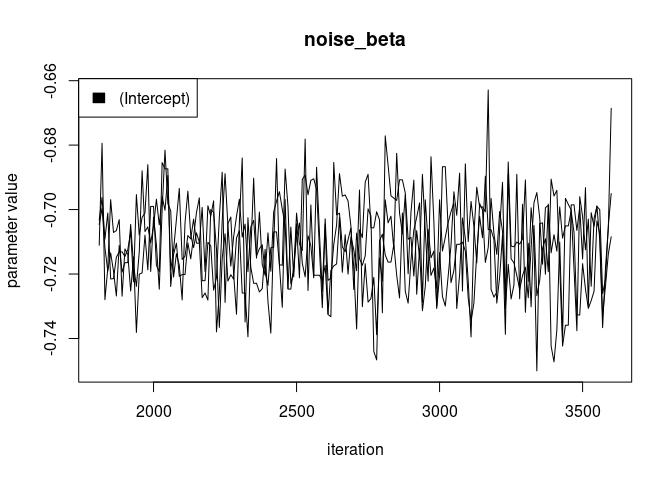 noise_beta
(Intercept)
parameter value
-0.66
-0.68
-0.70
-0.72
-0.74
2000
2500
3000
3500
iteration